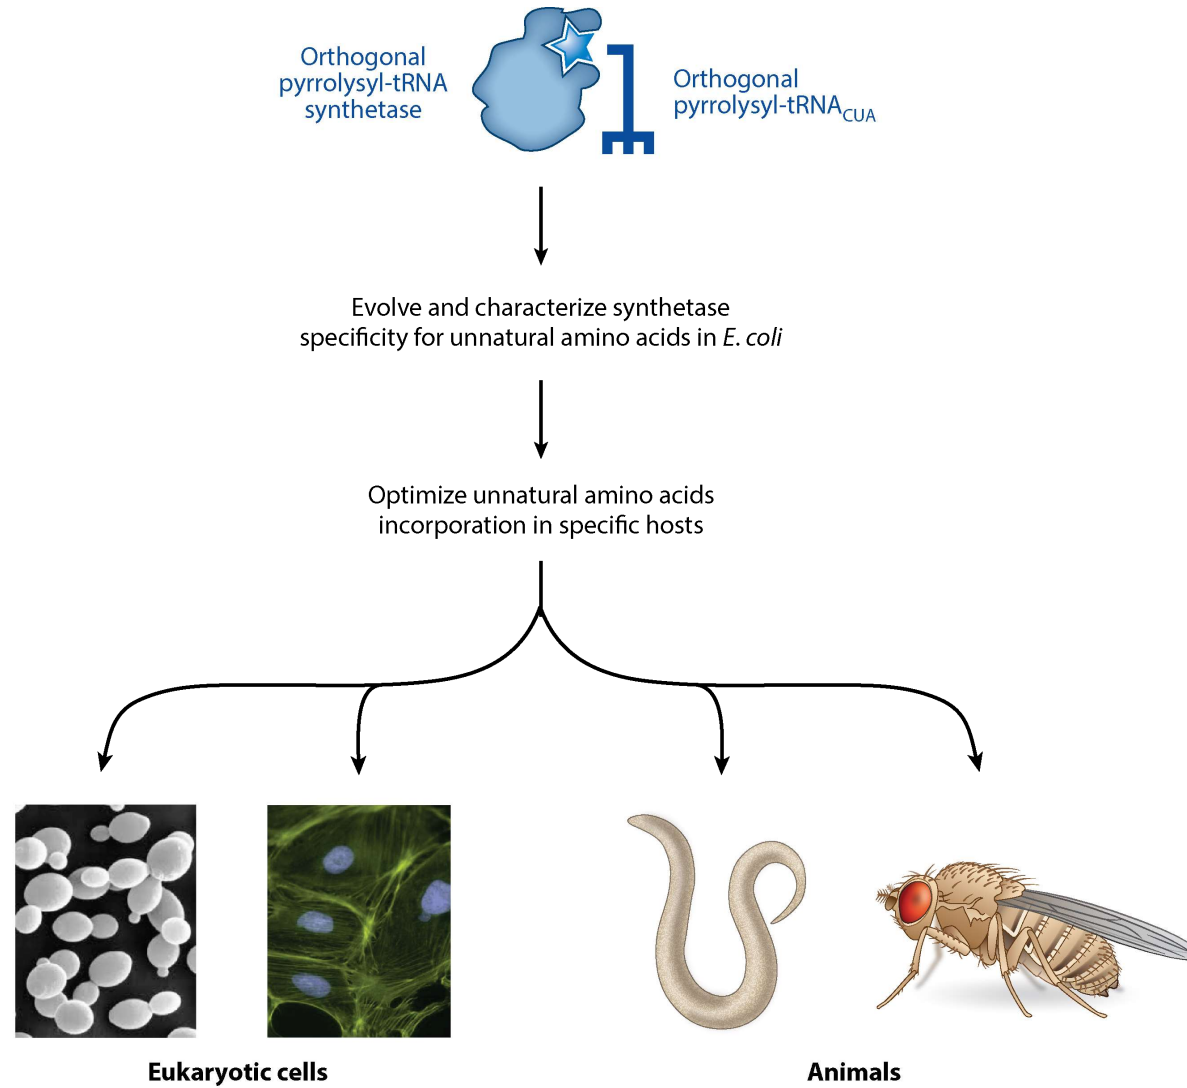 Orthogonal
pyrrolysyl-tRNA
synthetase
Orthogonal
pyrrolysyl-tRNACUA
Evolve and characterize synthetase
specificity for unnatural amino acids in E. coli
Optimize unnatural amino acids
incorporation in specific hosts
Eukaryotic cells
Animals